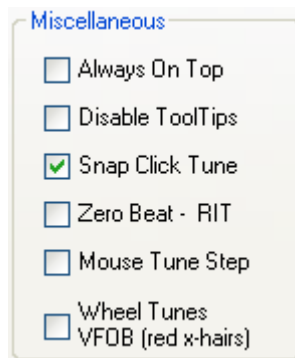 Miscellaneous
Always On Top
Disable ToolTips
Snap Click Tune
Zero Beat - RIT
Mouse Tune Step
Wheel Tunes
VFOB (red x-hairs)